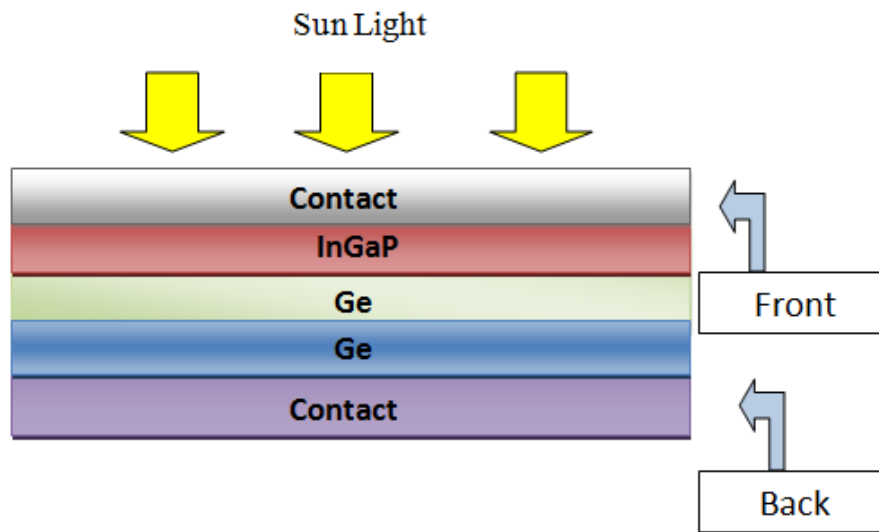 Sun Light
Contact
InGaP
Ge
Front
Ge
Contact
Back